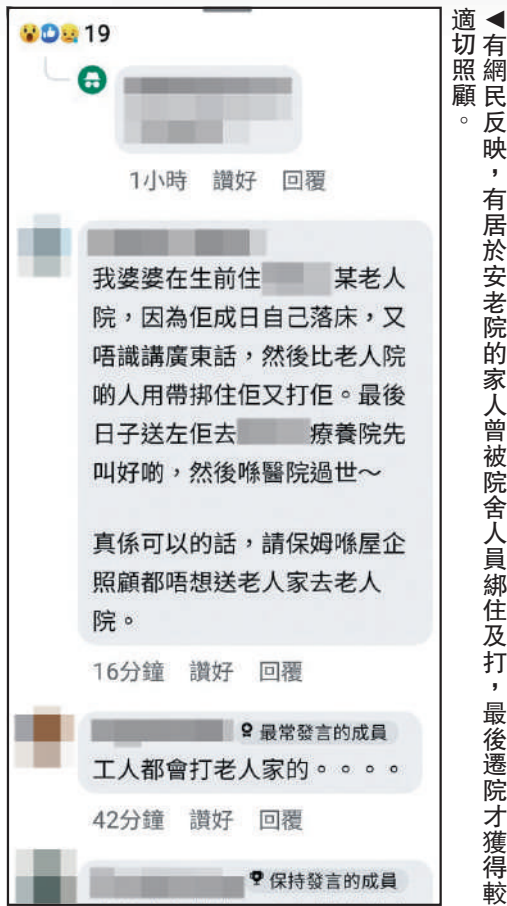 19
1小時 讚好 回覆
我婆婆在生前住 某老人
院，因為佢成日自己落床，又
唔識講廣東話，然後比老人院
啲人用帶挷住佢又打佢。最後
日子送左佢去 療養院先
叫好啲，然後喺醫院過世～
真係可以的話，請保姆喺屋企
照顧都唔想送老人家去老人
院。
16分鐘 讚好 回覆
最常發言的成員
工人都會打老人家的。。。。
42分鐘 讚好 回覆
保持發言的成員
◀有網民反映，有居於安老院的家人曾被院舍人員綁住及打，最後遷院才獲得較
適切照顧。